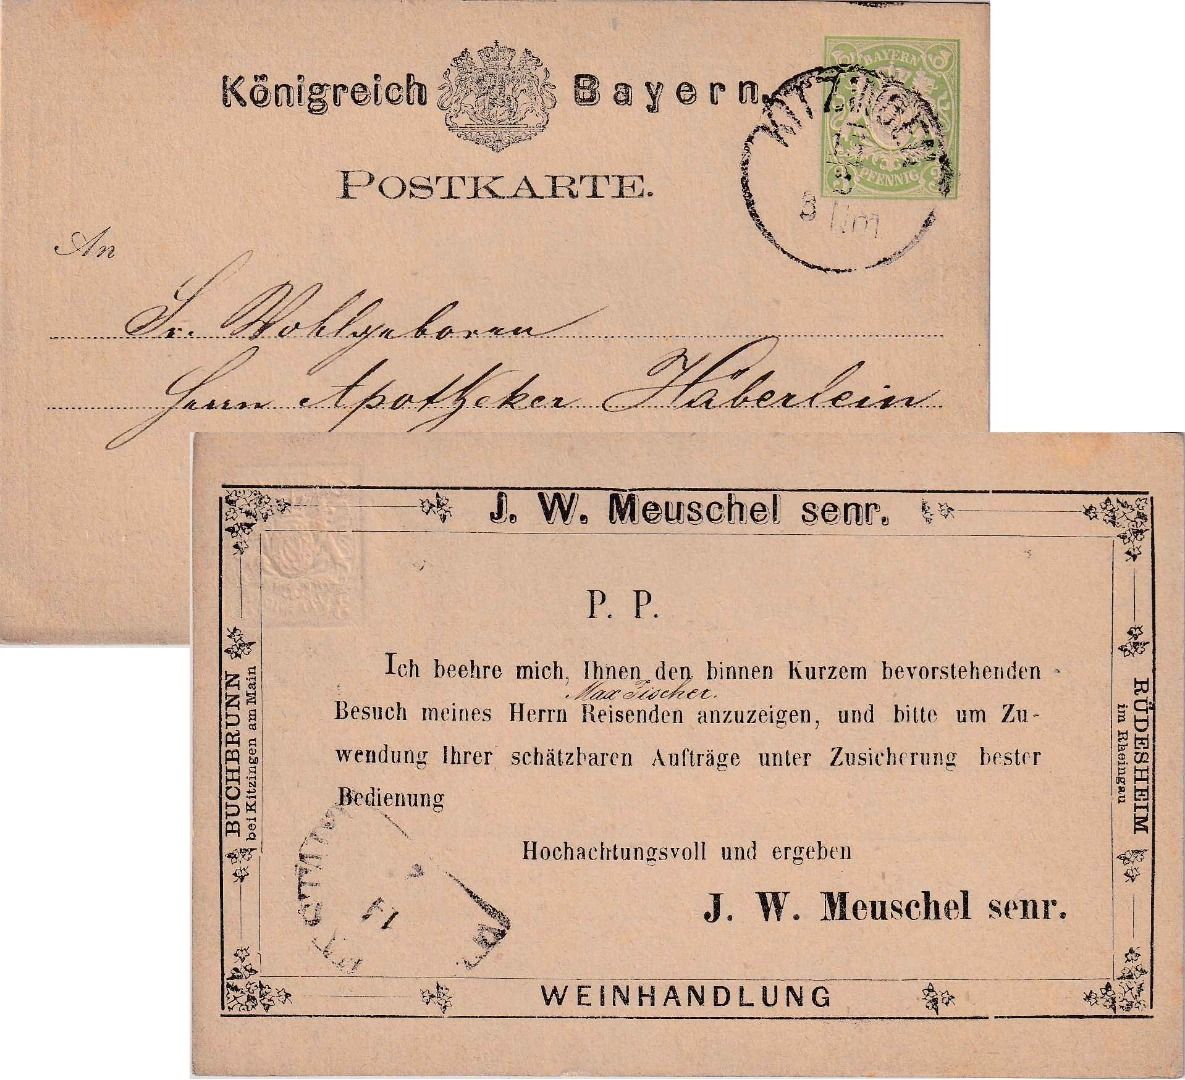 Königreich Bayern.
POSTKARTE.
BAYERN
PFENNIG
KITZINGEN
An
Sr. Wohlgeboren
Herrn Apotheker Häberlein
J. W. Meuschel senr.
P. P.
Ich beehre mich, Ihnen den binnen Kurzem bevorstehenden
Max Fischer.
Besuch meines Herrn Reisenden anzuzeigen, und bitte um Zu-
wendung Ihrer schätzbaren Aufträge unter Zusicherung bester
Bedienung
Hochachtungsvoll und ergeben
J. W. Meuschel senr.
BUCHBRUNN
bei Kitzingen am Main
RÜDESHEIM
im Rheingau
14
WEINHANDLUNG